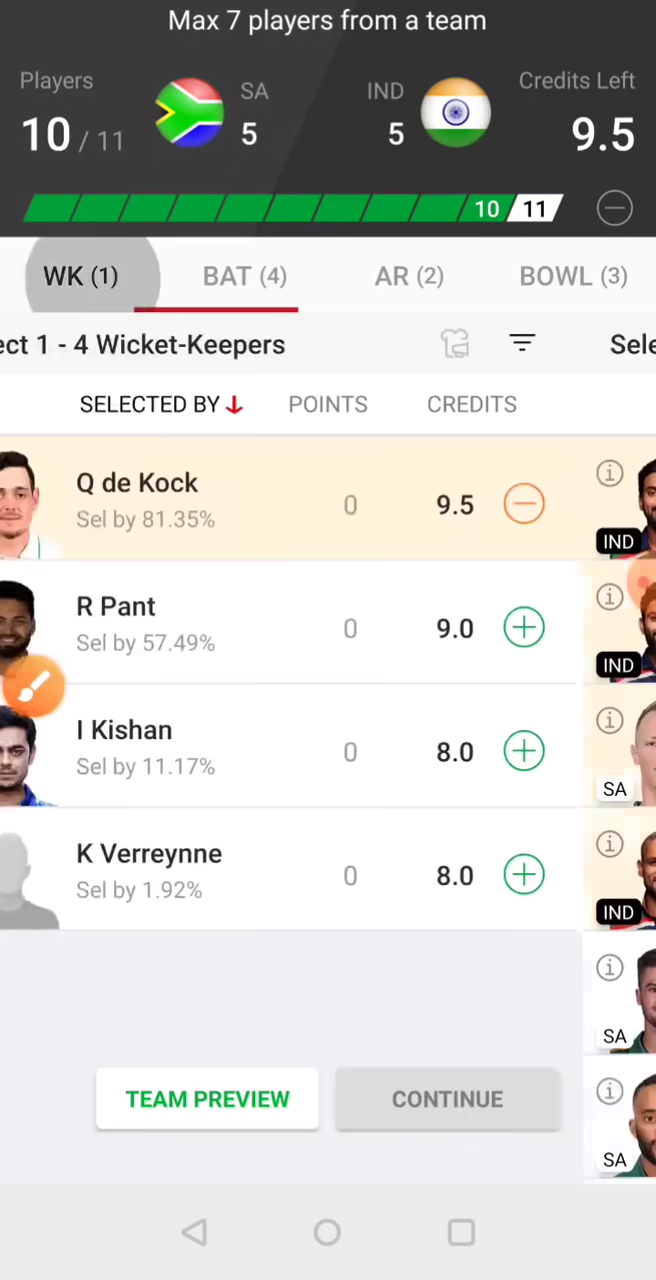 Max 7 players from a team
Players SA IND Credits Left
10 / 11 5 5 9.5
10 11
WK (1) BAT (4) AR (2) BOWL (3)
ect 1 - 4 Wicket-Keepers Sele
SELECTED BY POINTS CREDITS
Q de Kock
Sel by 81.35% 0 9.5
IND
R Pant
Sel by 57.49% 0 9.0
IND
I Kishan
Sel by 11.17% 0 8.0
SA
K Verreynne
Sel by 1.92% 0 8.0
IND
SA
TEAM PREVIEW CONTINUE
SA